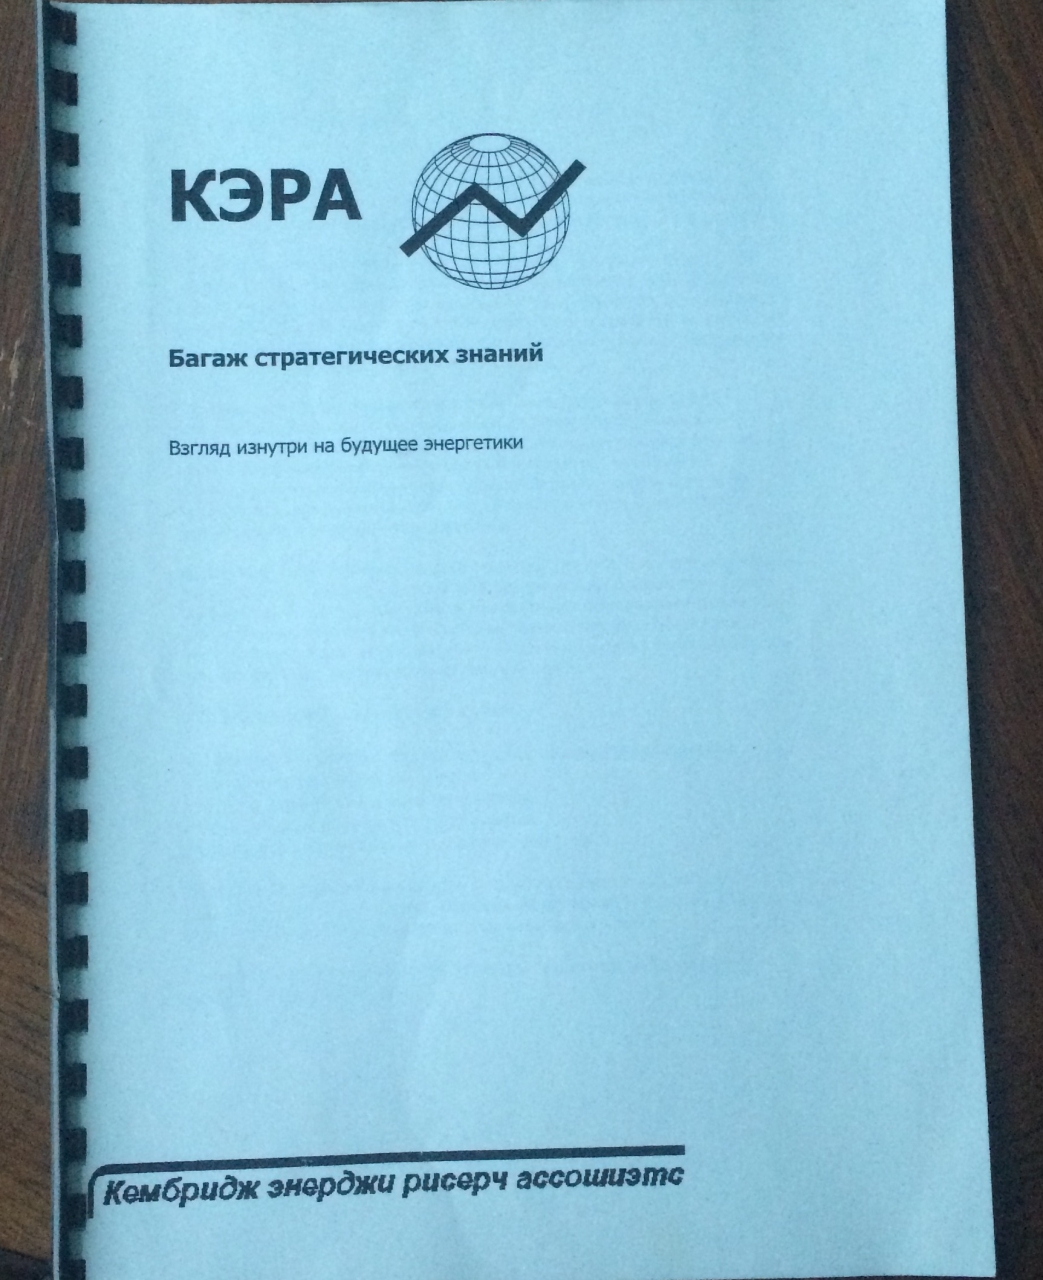 КЭРА
Багаж стратегических знаний
Взгляд изнутри на будущее энергетики
Кембридж энерджи рисерч ассошиэтс